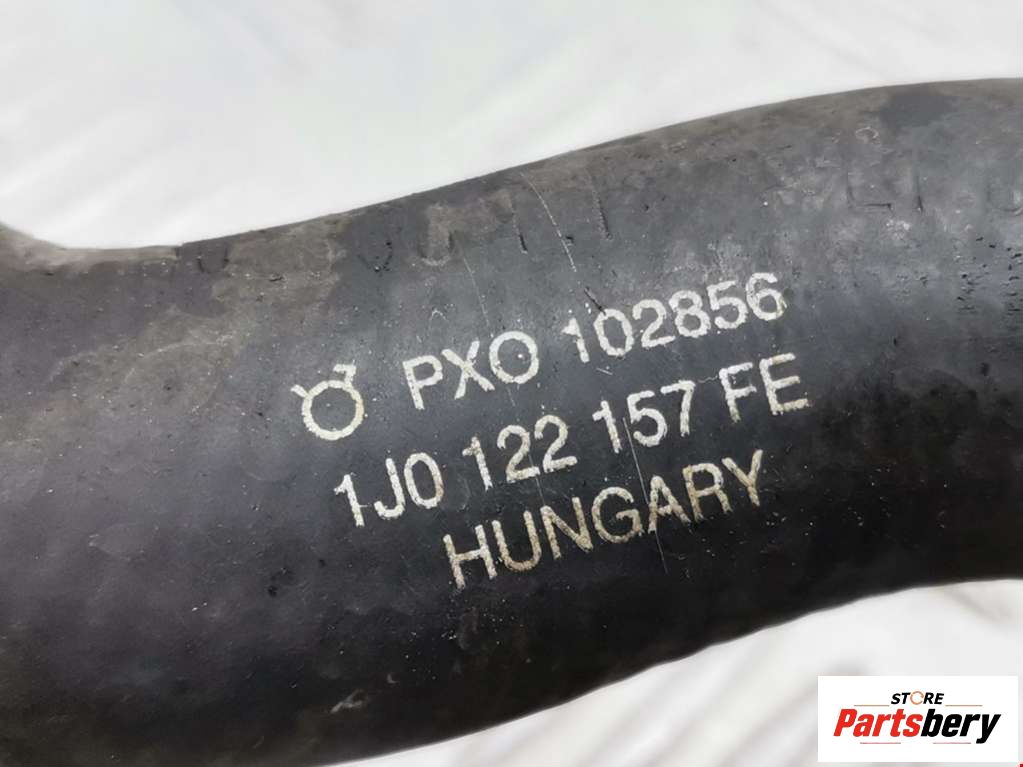 PXO 102856
1J0 122 157 FE
HUNGARY
STORE
Partsbery